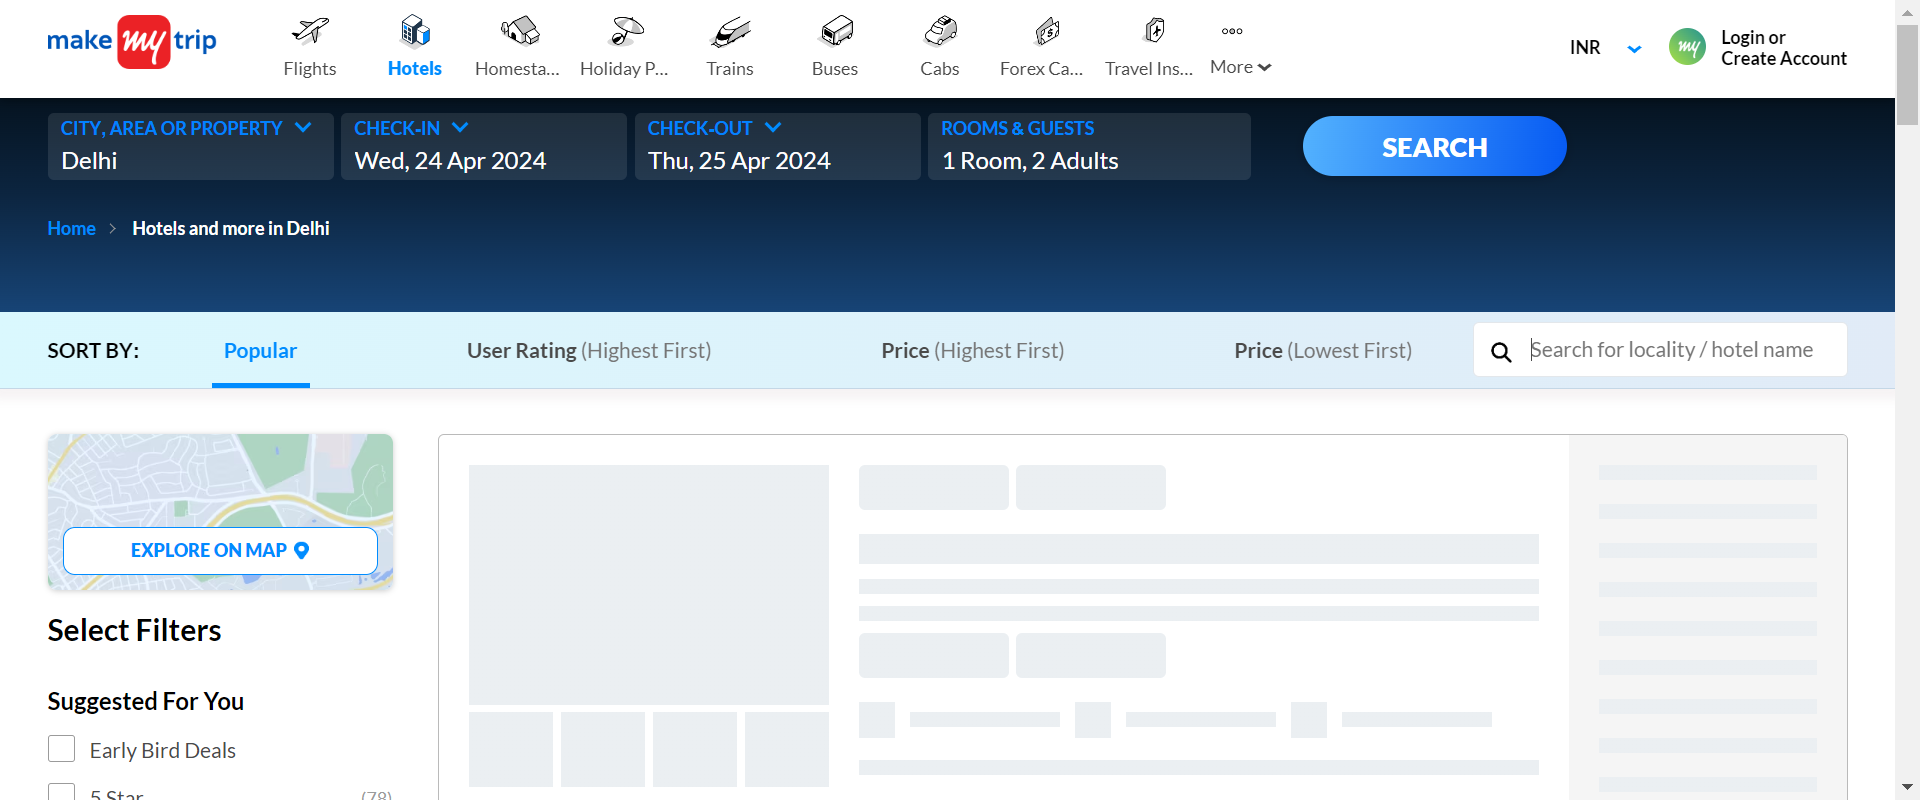 make my trip
Flights
Hotels
Homesta...
Holiday P...
Trains
Buses
Cabs
Forex Ca...
Travel Ins...
More
INR
my
Login or
Create Account
CITY, AREA OR PROPERTY
Delhi
CHECK-IN
Wed, 24 Apr 2024
CHECK-OUT
Thu, 25 Apr 2024
ROOMS & GUESTS
1 Room, 2 Adults
SEARCH
Home
Hotels and more in Delhi
SORT BY:
Popular
User Rating (Highest First)
Price (Highest First)
Price (Lowest First)
Search for locality / hotel name
EXPLORE ON MAP
Select Filters
Suggested For You
Early Bird Deals
5 Star
(78)